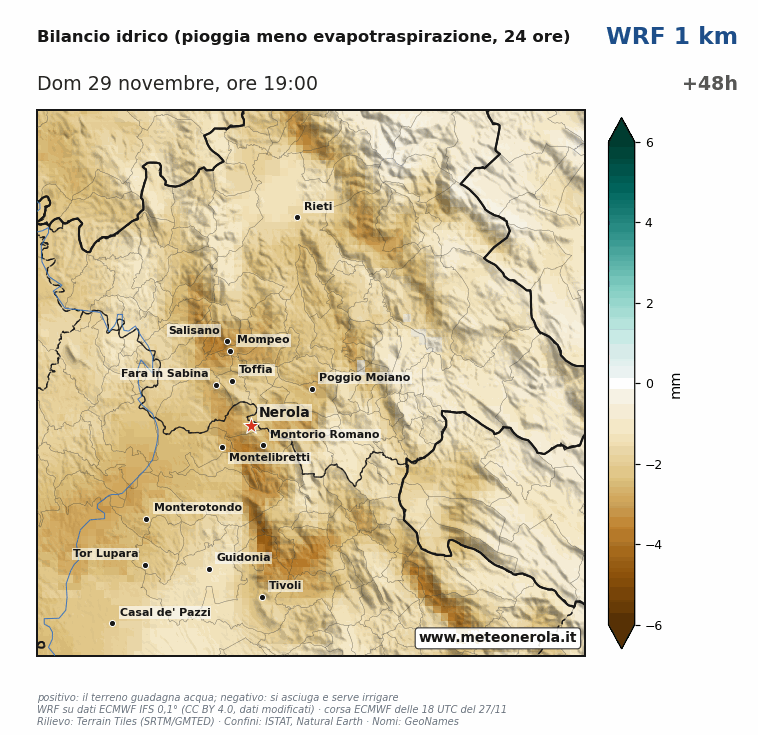 Bilancio idrico (pioggia meno evapotraspirazione, 24 ore)
WRF 1 km
Dom 29 novembre, ore 19:00
+48h
Rieti
Salisano
Mompeo
Toffia
Fara in Sabina
Poggio Moiano
Nerola
Montorio Romano
Montelibretti
Monterotondo
Tor Lupara
Guidonia
Tivoli
Casal de' Pazzi
www.meteonerola.it
6
4
2
0
−2
−4
−6
mm
positivo: il terreno guadagna acqua; negativo: si asciuga e serve irrigare
WRF su dati ECMWF IFS 0,1° (CC BY 4.0, dati modificati) · corsa ECMWF delle 18 UTC del 27/11
Rilievo: Terrain Tiles (SRTM/GMTED) · Confini: ISTAT, Natural Earth · Nomi: GeoNames